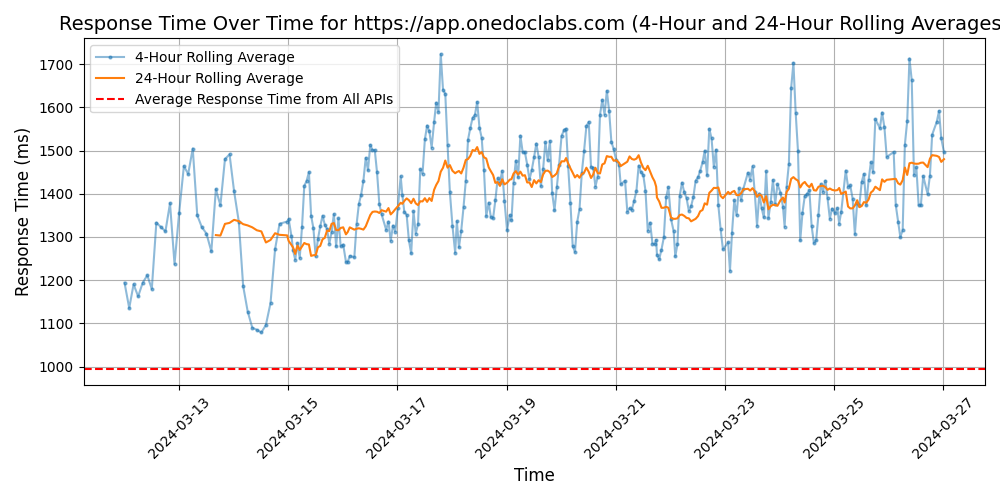 Response Time Over Time for https://app.onedoclabs.com (4-Hour and 24-Hour Rolling Averages
4-Hour Rolling Average
24-Hour Rolling Average
Average Response Time from All APIs
Response Time (ms)
1700
1600
1500
1400
1300
1200
1100
1000
2024-03-13
2024-03-15
2024-03-17
2024-03-19
2024-03-21
2024-03-23
2024-03-25
2024-03-27
Time